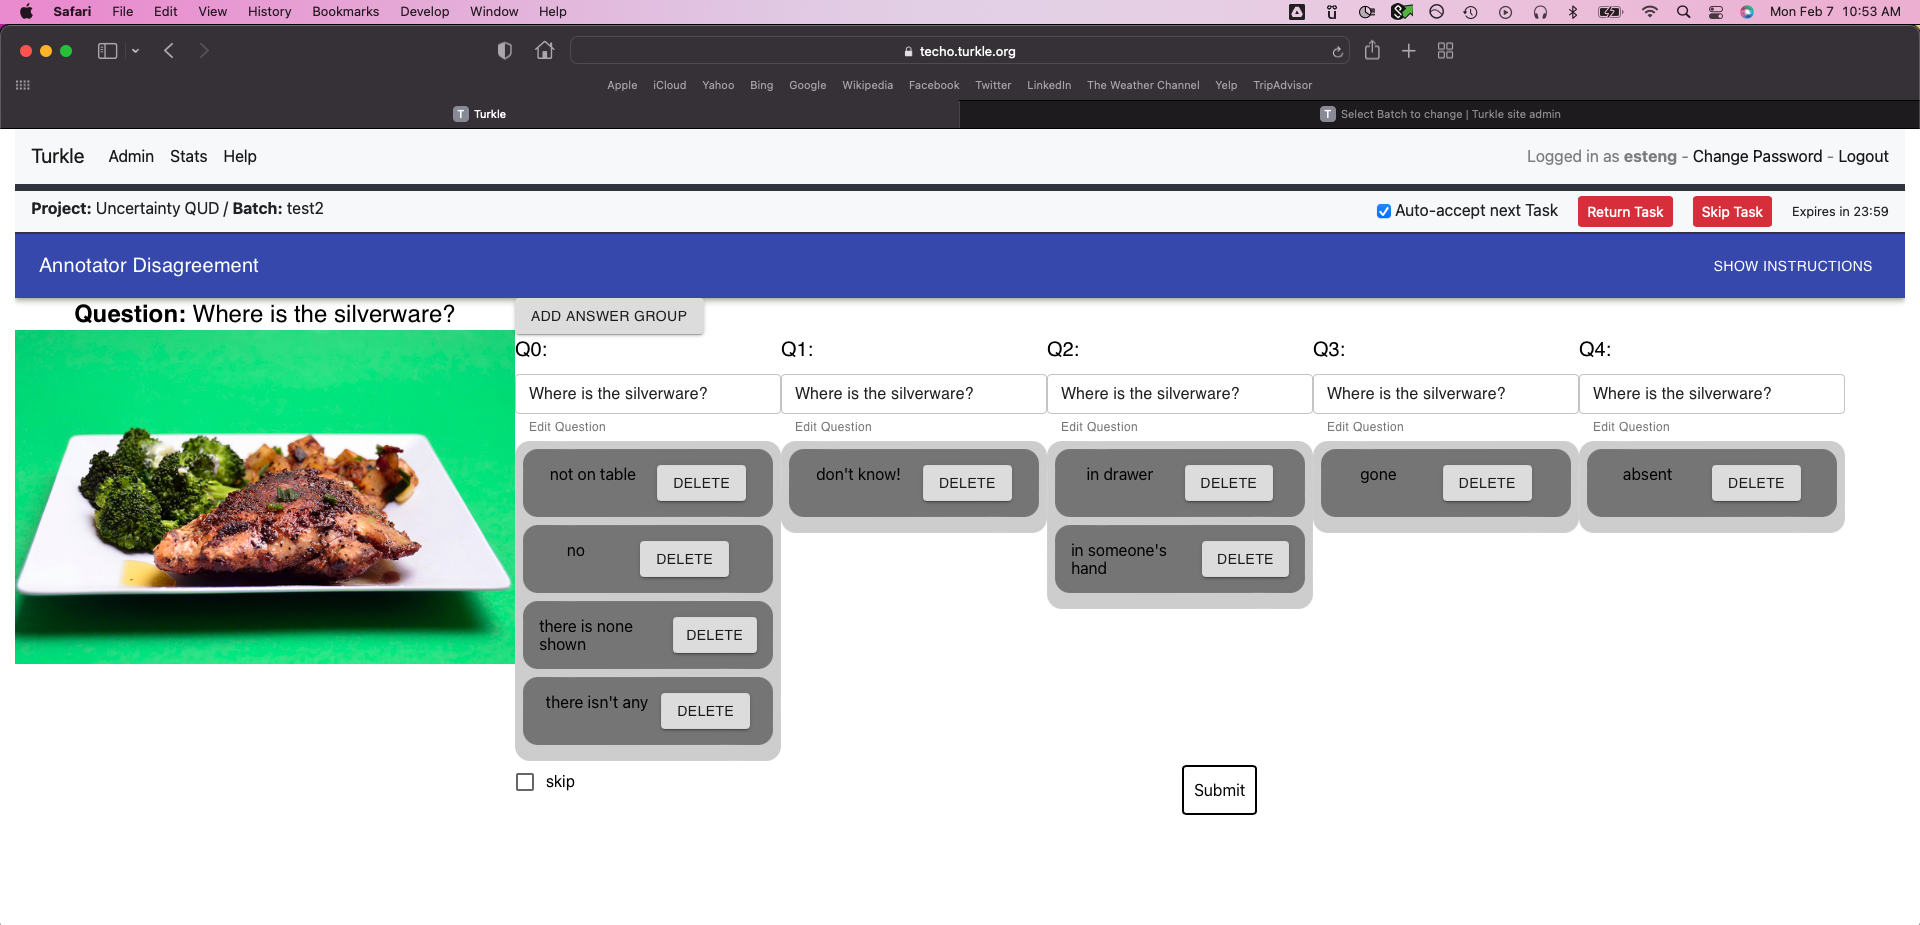 Safari File Edit View History Bookmarks Develop Window Help Mon Feb 7 10:53 AM
techo.turkle.org
Apple iCloud Yahoo Bing Google Wikipedia Facebook Twitter LinkedIn The Weather Channel Yelp TripAdvisor
T Turkle T Select Batch to change | Turkle site admin
Turkle Admin Stats Help Logged in as esteng - Change Password - Logout
Project: Uncertainty QUD / Batch: test2 Auto-accept next Task Return Task Skip Task Expires in 23:59
Annotator Disagreement SHOW INSTRUCTIONS
Question: Where is the silverware? ADD ANSWER GROUP
Q0: Q1: Q2: Q3: Q4:
Where is the silverware? Where is the silverware? Where is the silverware? Where is the silverware? Where is the silverware?
Edit Question Edit Question Edit Question Edit Question Edit Question
not on table DELETE don't know! DELETE in drawer DELETE gone DELETE absent DELETE
no DELETE in someone's hand DELETE
there is none shown DELETE
there isn't any DELETE
skip Submit